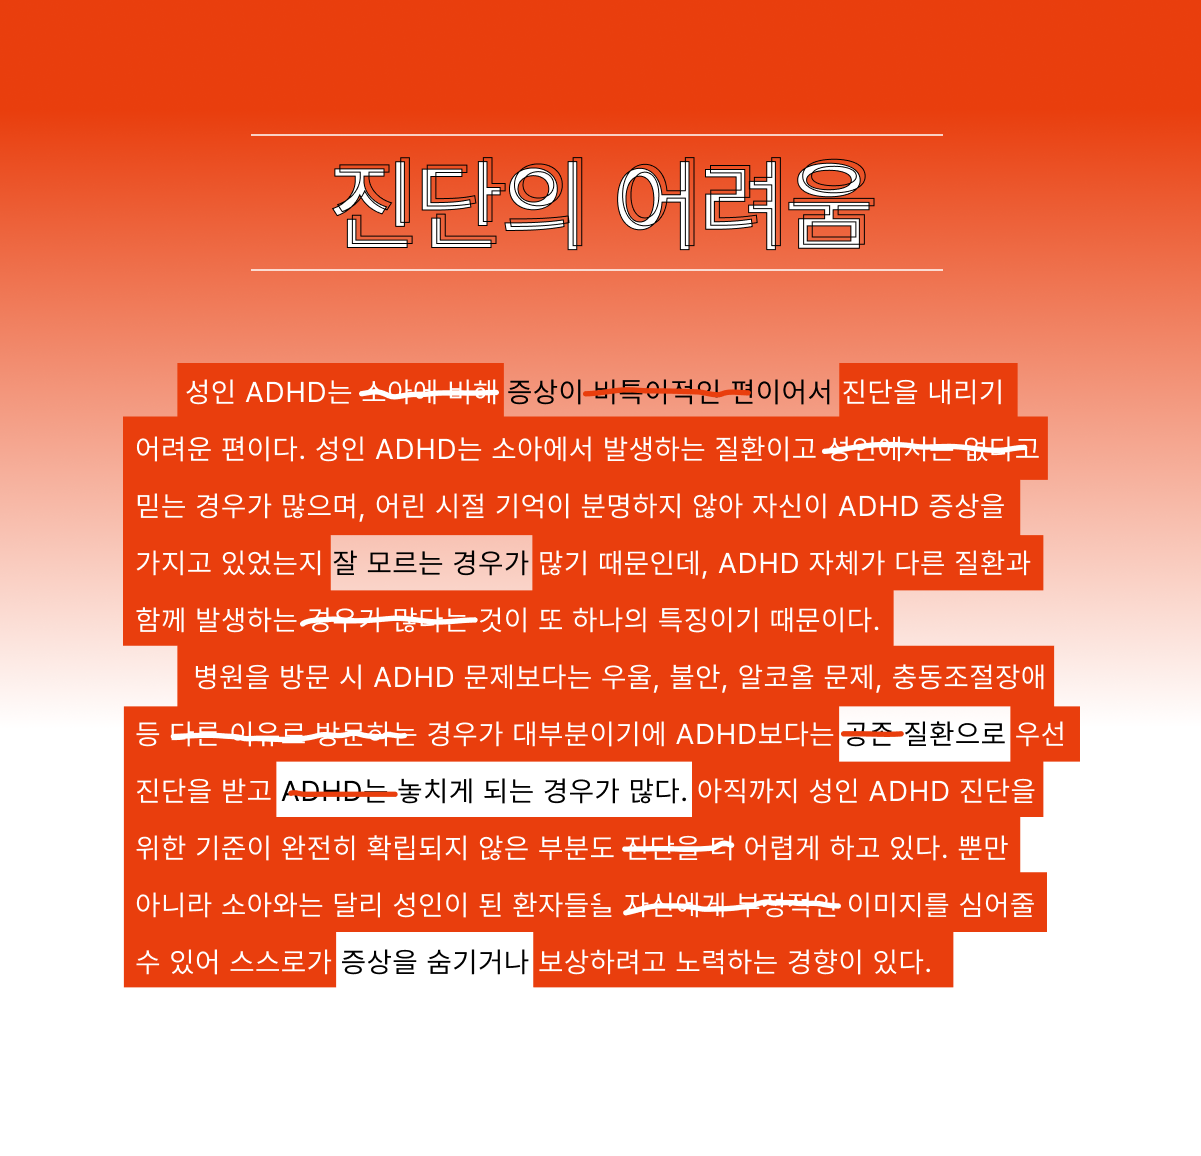 진단의 어려움
성인 ADHD는 소아에 비해 증상이 비특이적인 편이어서 진단을 내리기
어려운 편이다. 성인 ADHD는 소아에서 발생하는 질환이고 성인에서는 없다고
믿는 경우가 많으며, 어린 시절 기억이 분명하지 않아 자신이 ADHD 증상을
가지고 있었는지 잘 모르는 경우가 많기 때문인데, ADHD 자체가 다른 질환과
함께 발생하는 경우가 많다는 것이 또 하나의 특징이기 때문이다.
병원을 방문 시 ADHD 문제보다는 우울, 불안, 알코올 문제, 충동조절장애
등 다른 이유로 방문하는 경우가 대부분이기에 ADHD보다는 공존 질환으로 우선
진단을 받고 ADHD는 놓치게 되는 경우가 많다. 아직까지 성인 ADHD 진단을
위한 기준이 완전히 확립되지 않은 부분도 진단을 더 어렵게 하고 있다. 뿐만
아니라 소아와는 달리 성인이 된 환자들을 자신에게 부정적인 이미지를 심어줄
수 있어 스스로가 증상을 숨기거나 보상하려고 노력하는 경향이 있다.